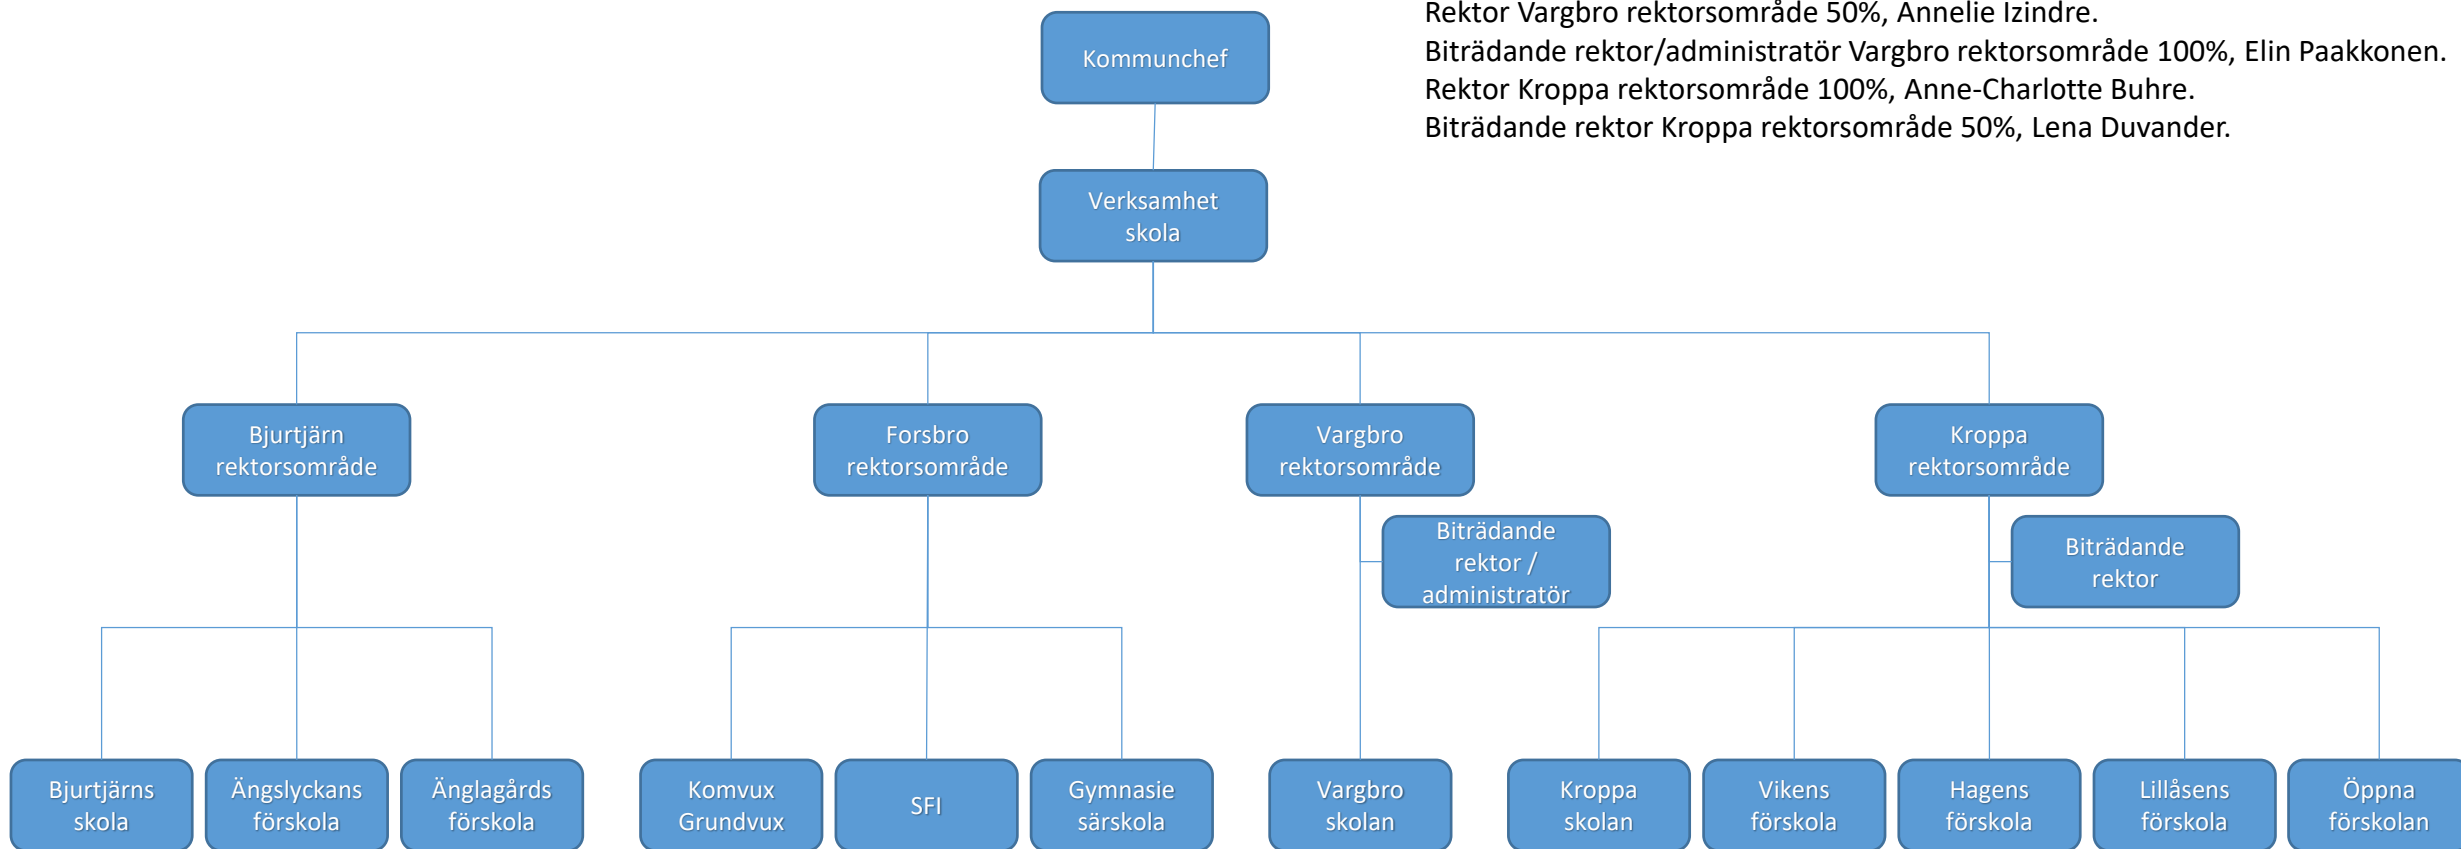 Rektor Vargbro rektorsområde 50%, Annelie Izindre.
Biträdande rektor/administratör Vargbro rektorsområde 100%, Elin Paakkonen.
Rektor Kroppa rektorsområde 100%, Anne-Charlotte Buhre.
Biträdande rektor Kroppa rektorsområde 50%, Lena Duvander.
Kommunchef
Verksamhet
skola
Bjurtjärn
rektorsområde
Forsbro
rektorsområde
Vargbro
rektorsområde
Kroppa
rektorsområde
Biträdande
rektor /
administratör
Biträdande
rektor
Bjurtjärns
skola
Ängslyckans
förskola
Änglagårds
förskola
Komvux
Grundvux
SFI
Gymnasie
särskola
Vargbro
skolan
Kroppa
skolan
Vikens
förskola
Hagens
förskola
Lillåsens
förskola
Öppna
förskolan